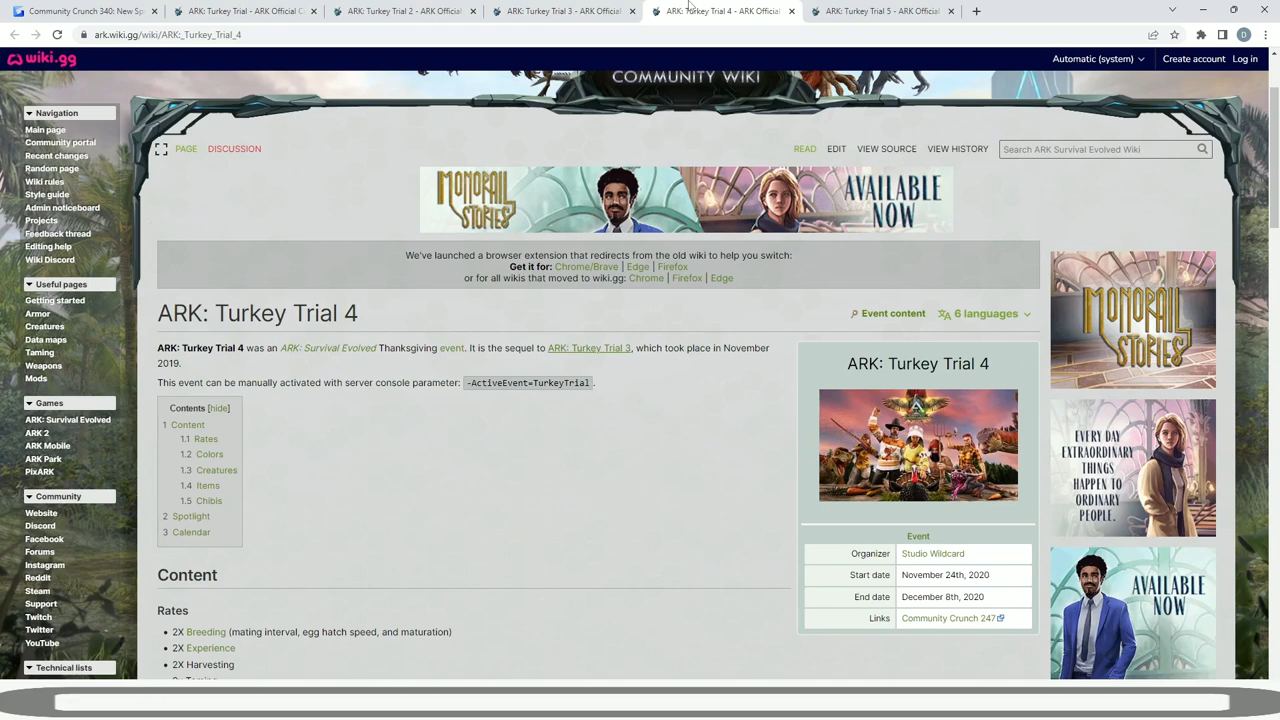 Community Crunch 340: New Sp
ARK: Turkey Trial - ARK Official C
ARK: Turkey Trial 2 - ARK Official
ARK: Turkey Trial 3 - ARK Official
ARK: Turkey Trial 4 - ARK Official
ARK: Turkey Trial 5 - ARK Official
ark.wiki.gg/wiki/ARK:_Turkey_Trial_4
D
wiki.gg
Automatic (system)
Create account
Log in
COMMUNITY WIKI
PAGE
DISCUSSION
READ
EDIT
VIEW SOURCE
VIEW HISTORY
Search ARK Survival Evolved Wiki
MONORAIL
STORIES
AVAILABLE
NOW
Navigation
Main page
Community portal
Recent changes
Random page
Wiki rules
Style guide
Admin noticeboard
Projects
Feedback thread
Editing help
Wiki Discord
Useful pages
Getting started
Armor
Creatures
Data maps
Taming
Weapons
Mods
Games
ARK: Survival Evolved
ARK 2
ARK Mobile
ARK Park
PixARK
Community
Website
Discord
Facebook
Forums
Instagram
Reddit
Steam
Support
Twitch
Twitter
YouTube
Technical lists
We've launched a browser extension that redirects from the old wiki to help you switch:
Get it for: Chrome/Brave | Edge | Firefox
or for all wikis that moved to wiki.gg: Chrome | Firefox | Edge
ARK: Turkey Trial 4
Event content
6 languages
ARK: Turkey Trial 4 was an ARK: Survival Evolved Thanksgiving event. It is the sequel to ARK: Turkey Trial 3, which took place in November
2019.
This event can be manually activated with server console parameter: -ActiveEvent=TurkeyTrial.
Contents [hide]
1 Content
1.1 Rates
1.2 Colors
1.3 Creatures
1.4 Items
1.5 Chibis
2 Spotlight
3 Calendar
Content
Rates
• 2X Breeding (mating interval, egg hatch speed, and maturation)
• 2X Experience
• 2X Harvesting
ARK: Turkey Trial 4
Event
Organizer Studio Wildcard
Start date November 24th, 2020
End date December 8th, 2020
Links Community Crunch 247
MONORAIL
STORIES
EVERY DAY
EXTRAORDINARY
THINGS
HAPPEN TO
ORDINARY
PEOPLE.
AVAILABLE
NOW